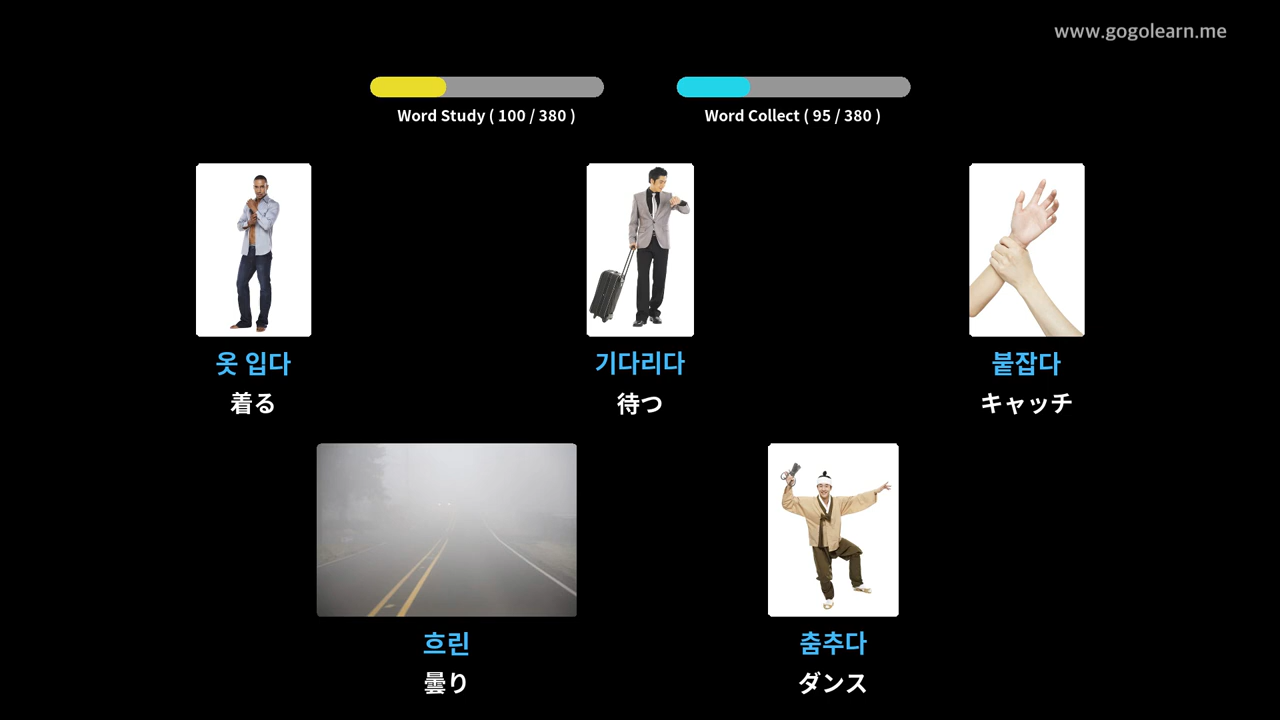 www.gogolearn.me
Word Study ( 100 / 380 )
Word Collect ( 95 / 380 )
옷 입다
着る
기다리다
待つ
붙잡다
キャッチ
흐린
曇り
춤추다
ダンス